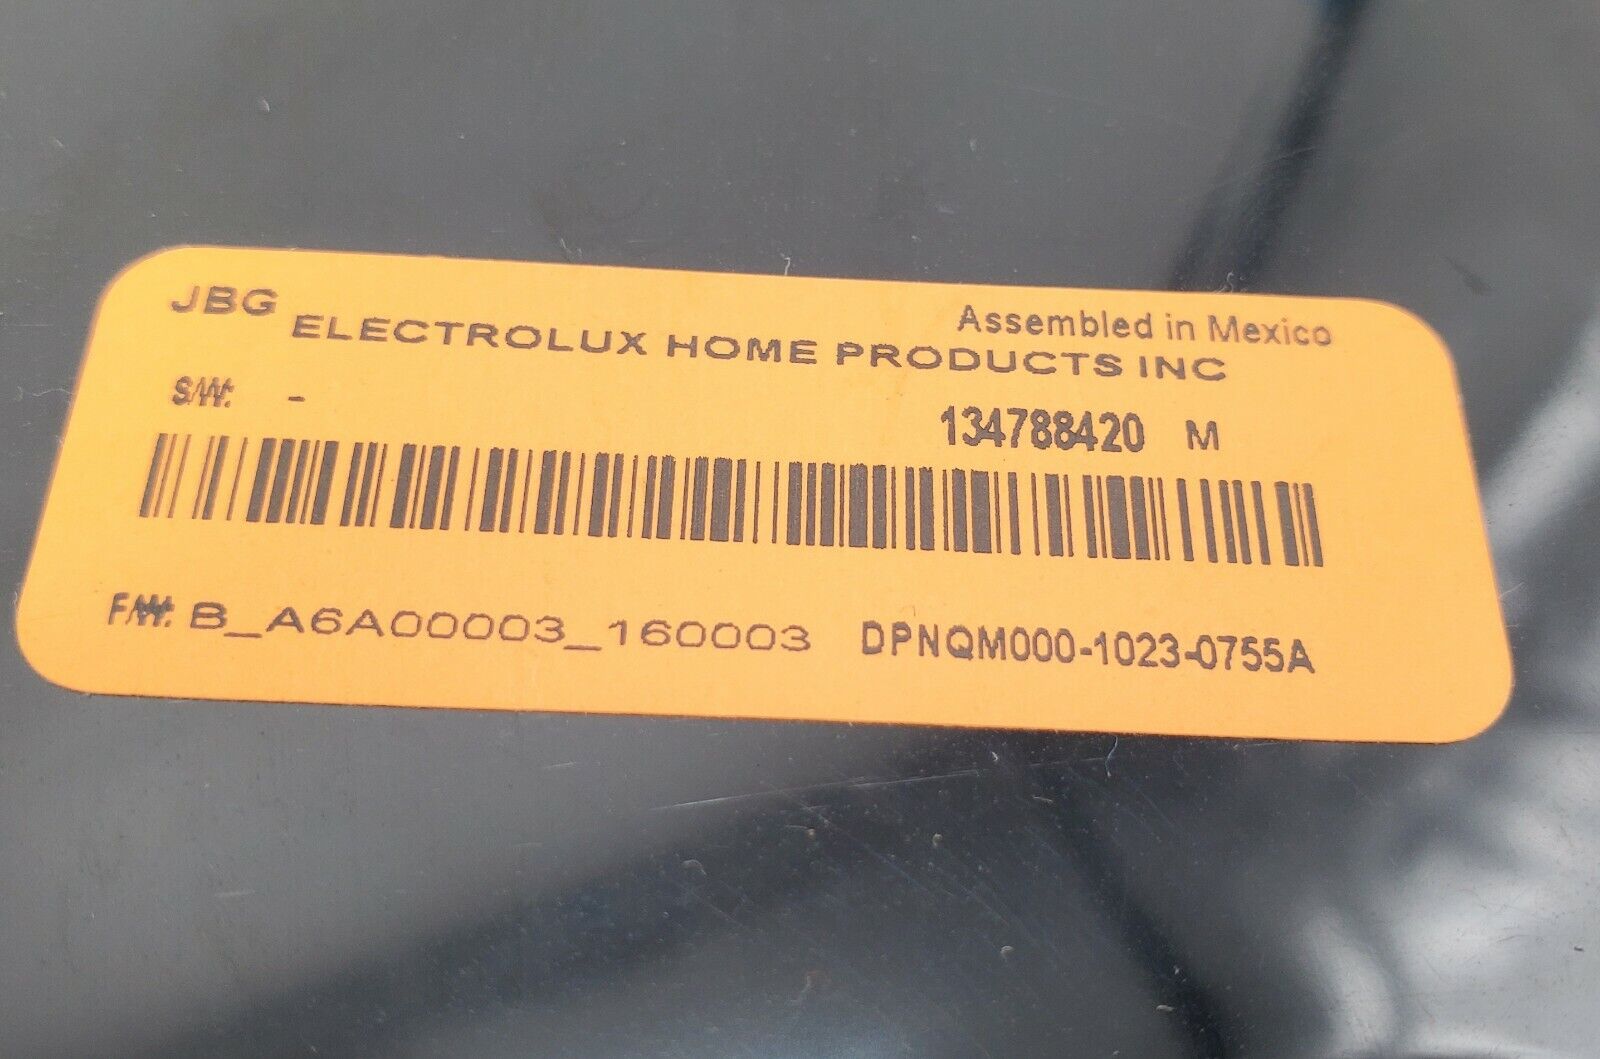 JBG
Assembled in Mexico
ELECTROLUX HOME PRODUCTS INC
S/W: -
134788420 M
F/W: B_A6A00003_160003 DPNQM000-1023-0755A